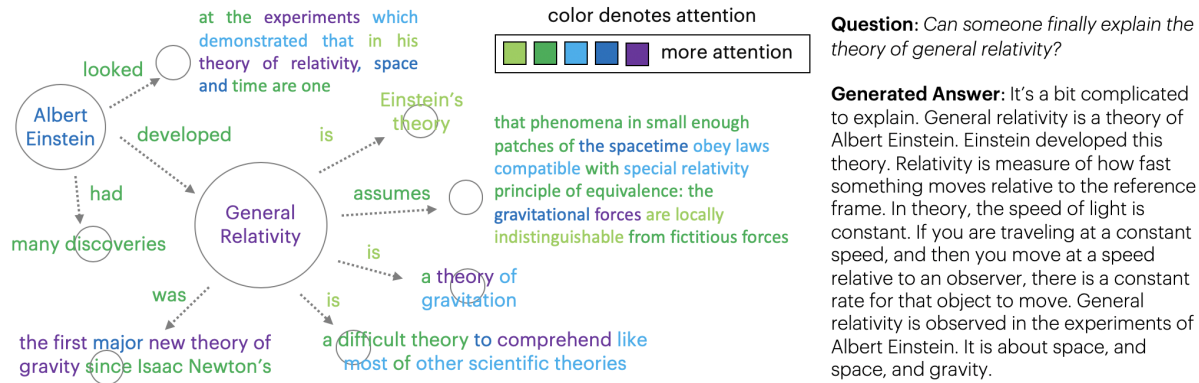 at the experiments which
demonstrated that in his
theory of relativity, space
and time are one
looked
Albert
Einstein
developed
had
many discoveries
General
Relativity
is
Einstein's
theory
assumes
that phenomena in small enough
patches of the spacetime obey laws
compatible with special relativity
principle of equivalence: the
gravitational forces are locally
indistinguishable from fictitious forces
is
a theory of
gravitation
was
the first major new theory of
gravity since Isaac Newton's
is
a difficult theory to comprehend like
most of other scientific theories
color denotes attention
more attention
Question: Can someone finally explain the
theory of general relativity?
Generated Answer: It's a bit complicated
to explain. General relativity is a theory of
Albert Einstein. Einstein developed this
theory. Relativity is measure of how fast
something moves relative to the reference
frame. In theory, the speed of light is
constant. If you are traveling at a constant
speed, and then you move at a speed
relative to an observer, there is a constant
rate for that object to move. General
relativity is observed in the experiments of
Albert Einstein. It is about space, and
space, and gravity.